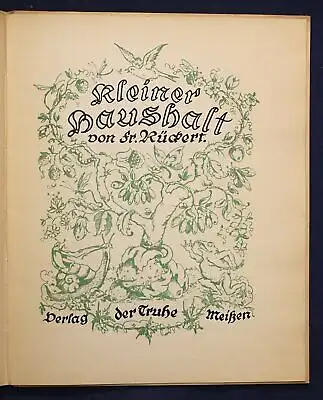 Kleiner
Haushalt
von Fr. Rückert.
Verlag der Truhe Meißen